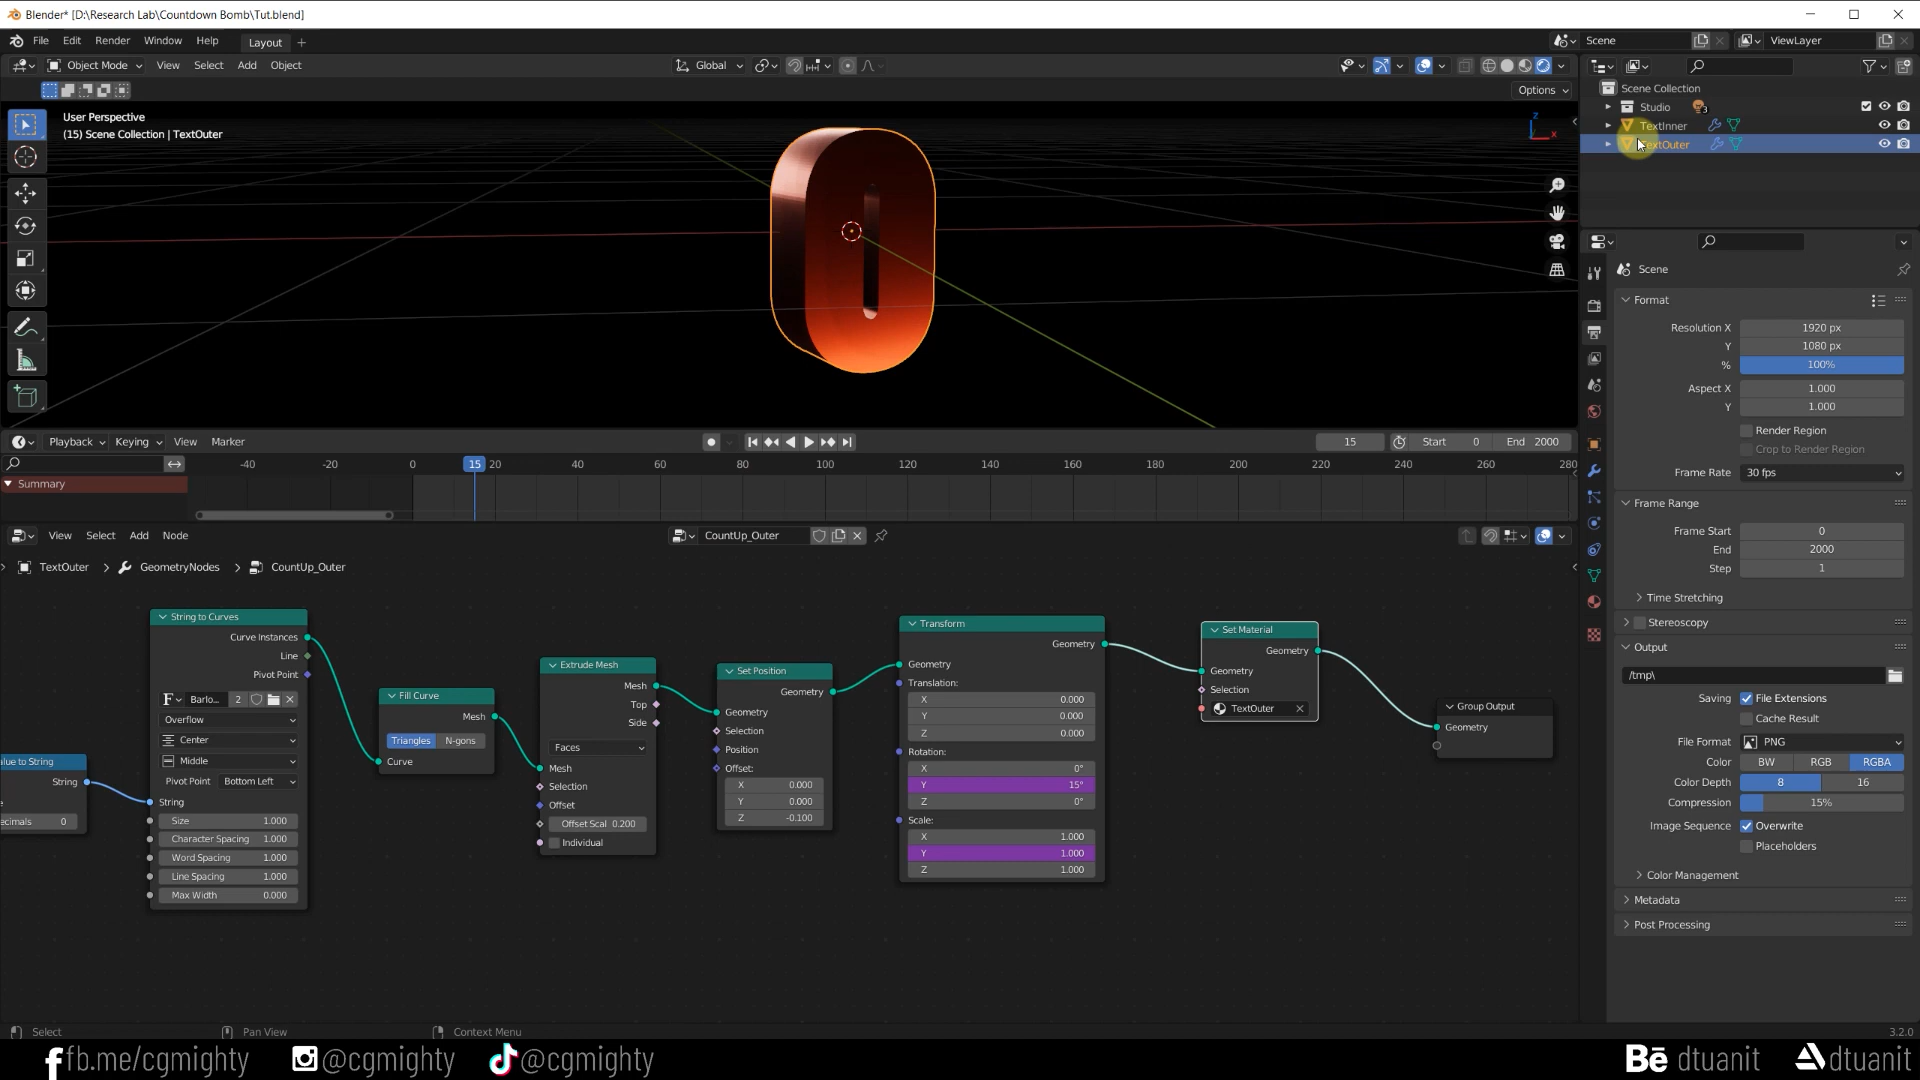 Blender* [D:\Research Lab\Countdown Bomb\Tut.blend]
File Edit Render Window Help Layout + Scene ViewLayer
Object Mode View Select Add Object Global
Options
User Perspective
(15) Scene Collection | TextOuter
Z
X
Scene Collection
Studio 3
TextInner
TextOuter
Scene
Format
Resolution X 1920 px
Y 1080 px
% 100%
Aspect X 1.000
Y 1.000
Render Region
Crop to Render Region
Frame Rate 30 fps
Frame Range
Frame Start 0
End 2000
Step 1
Time Stretching
Stereoscopy
Output
/tmp\
Saving File Extensions
Cache Result
File Format PNG
Color BW RGB RGBA
Color Depth 8 16
Compression 15%
Image Sequence Overwrite
Placeholders
Color Management
Metadata
Post Processing
Playback Keying View Marker 15 Start 0 End 2000
-40 -20 0 15 20 40 60 80 100 120 140 160 180 200 220 240 260 280
Summary
View Select Add Node CountUp_Outer
TextOuter > GeometryNodes > CountUp_Outer
alue to String
String
ecimals 0
String to Curves
Curve Instances
Line
Pivot Point
F Barlo... 2
Overflow
Center
Middle
Pivot Point Bottom Left
String
Size 1.000
Character Spacing 1.000
Word Spacing 1.000
Line Spacing 1.000
Max Width 0.000
Fill Curve
Mesh
Triangles N-gons
Curve
Extrude Mesh
Mesh
Top
Side
Faces
Mesh
Selection
Offset
Offset Scal 0.200
Individual
Set Position
Geometry
Geometry
Selection
Position
Offset:
X 0.000
Y 0.000
Z -0.100
Transform
Geometry
Geometry
Translation:
X 0.000
Y 0.000
Z 0.000
Rotation:
X 0°
Y 15°
Z 0°
Scale:
X 1.000
Y 1.000
Z 1.000
Set Material
Geometry
Geometry
Selection
TextOuter
Group Output
Geometry
Select Pan View Context Menu 3.2.0
fb.me/cgmighty @cgmighty @cgmighty Bē dtuanit dtuanit